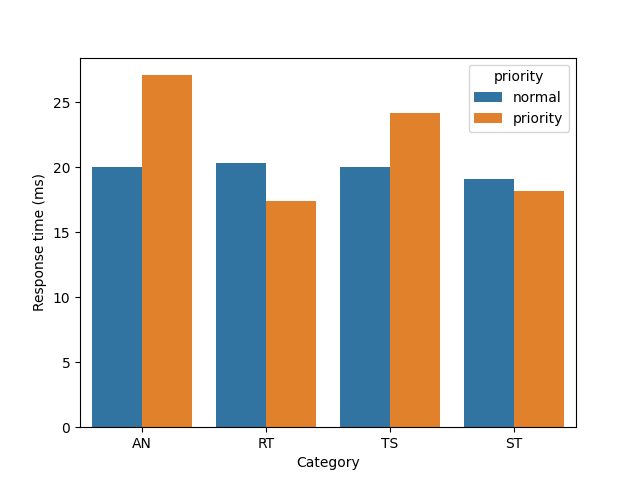 priority
normal
priority
25
20
15
10
5
0
Response time (ms)
AN RT TS ST
Category